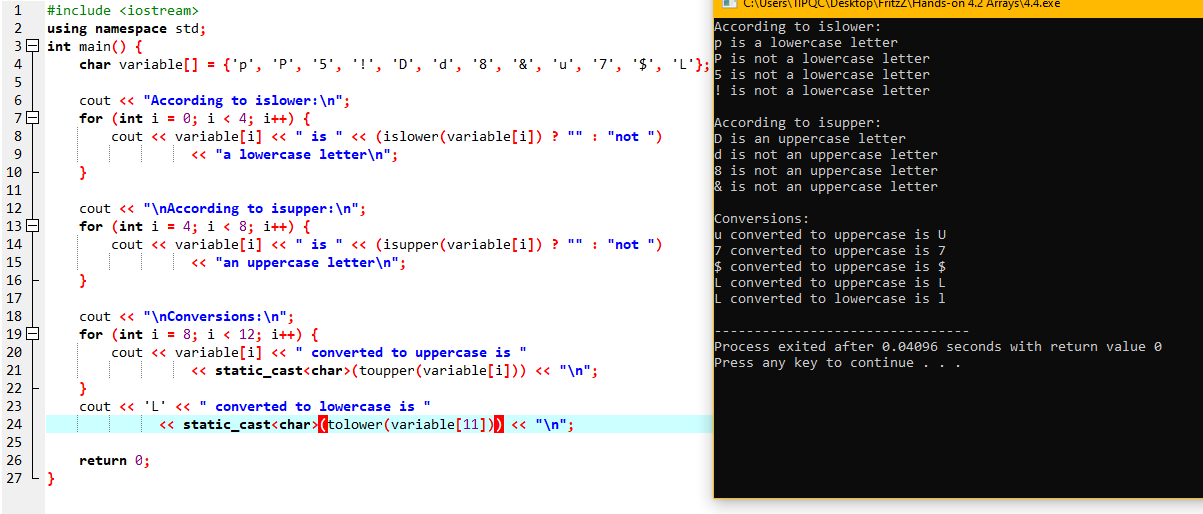 1 #include <iostream>
2 using namespace std;
3 int main() {
4 char variable[] = {'p', 'P', '5', '!', 'D', 'd', '8', '&', 'u', '7', '$', 'L'};
5
6 cout << "According to islower:\n";
7 for (int i = 0; i < 4; i++) {
8 cout << variable[i] << " is " << (islower(variable[i]) ? "" : "not ")
9 << "a lowercase letter\n";
10 }
11
12 cout << "\nAccording to isupper:\n";
13 for (int i = 4; i < 8; i++) {
14 cout << variable[i] << " is " << (isupper(variable[i]) ? "" : "not ")
15 << "an uppercase letter\n";
16 }
17
18 cout << "\nConversions:\n";
19 for (int i = 8; i < 12; i++) {
20 cout << variable[i] << " converted to uppercase is "
21 << static_cast<char>(toupper(variable[i])) << "\n";
22 }
23 cout << 'L' << " converted to lowercase is "
24 << static_cast<char>(tolower(variable[11])) << "\n";
25
26 return 0;
27 }
C:\Users\TIPQC\Desktop\FritzZ\Hands-on 4.2 Arrays\4.4.exe
According to islower:
p is a lowercase letter
P is not a lowercase letter
5 is not a lowercase letter
! is not a lowercase letter

According to isupper:
D is an uppercase letter
d is not an uppercase letter
8 is not an uppercase letter
& is not an uppercase letter

Conversions:
u converted to uppercase is U
7 converted to uppercase is 7
$ converted to uppercase is $
L converted to uppercase is L
L converted to lowercase is l

--------------------------------
Process exited after 0.04096 seconds with return value 0
Press any key to continue . . .